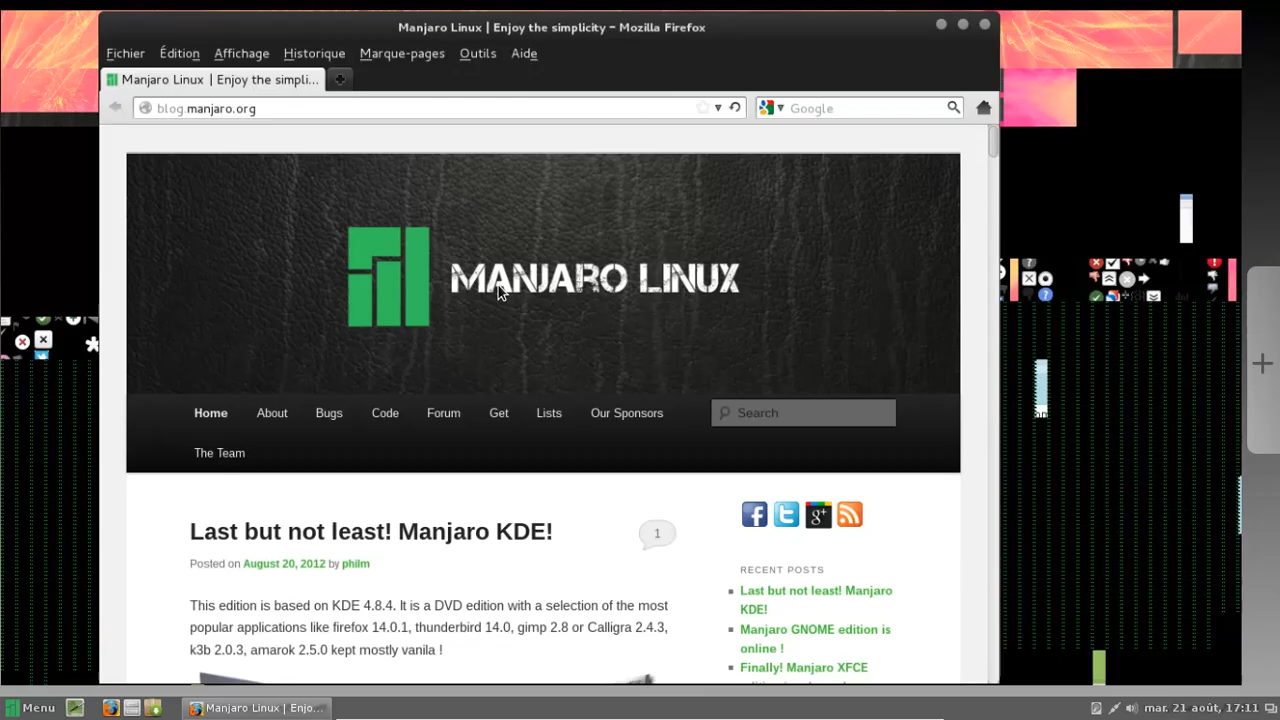 Manjaro Linux | Enjoy the simplicity - Mozilla Firefox
Fichier Édition Affichage Historique Marque-pages Outils Aide
Manjaro Linux | Enjoy the simpli...
blog.manjaro.org
Google
MANJARO LINUX
Home About Bugs Code Forum Get Lists Our Sponsors
Search
The Team
Last but not least! Manjaro KDE!
Posted on August 20, 2012 by philm
This edition is based on KDE 4.8.4. It is a DVD edition with a selection of the most
popular applications like firefox 14.0.1, thunderbird 14.0, gimp 2.8 or Calligra 2.4.3,
k3b 2.0.3, amarok 2.5.0 kept mostly vanila !
RECENT POSTS
Last but not least! Manjaro
KDE!
Manjaro GNOME edition is
online !
Finally! Manjaro XFCE
Menu
Manjaro Linux | Enjo...
mar. 21 août, 17:11